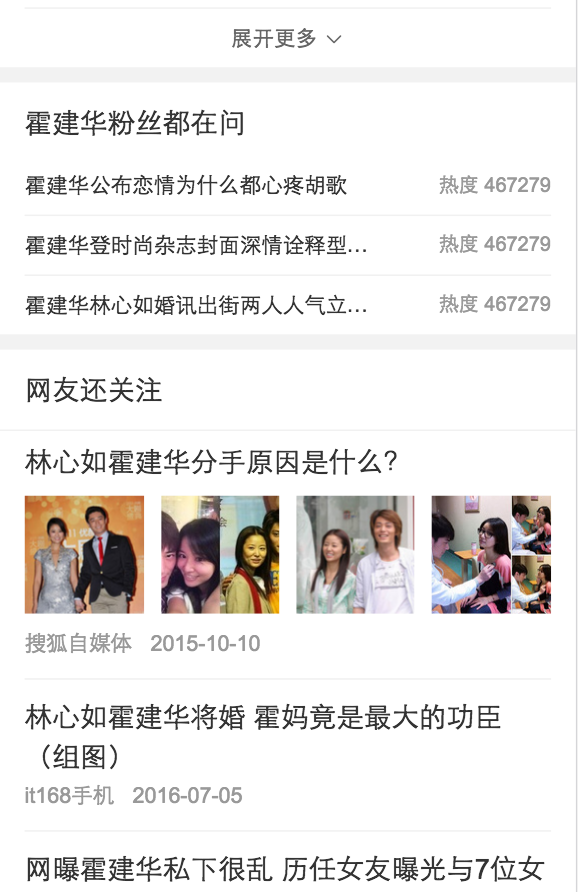 展开更多
霍建华粉丝都在问
霍建华公布恋情为什么都心疼胡歌 热度 467279
霍建华登时尚杂志封面深情诠释型... 热度 467279
霍建华林心如婚讯出街两人人气立... 热度 467279
网友还关注
林心如霍建华分手原因是什么?
搜狐自媒体 2015-10-10
林心如霍建华将婚 霍妈竟是最大的功臣
（组图）
it168手机 2016-07-05
网曝霍建华私下很乱 历任女友曝光与7位女